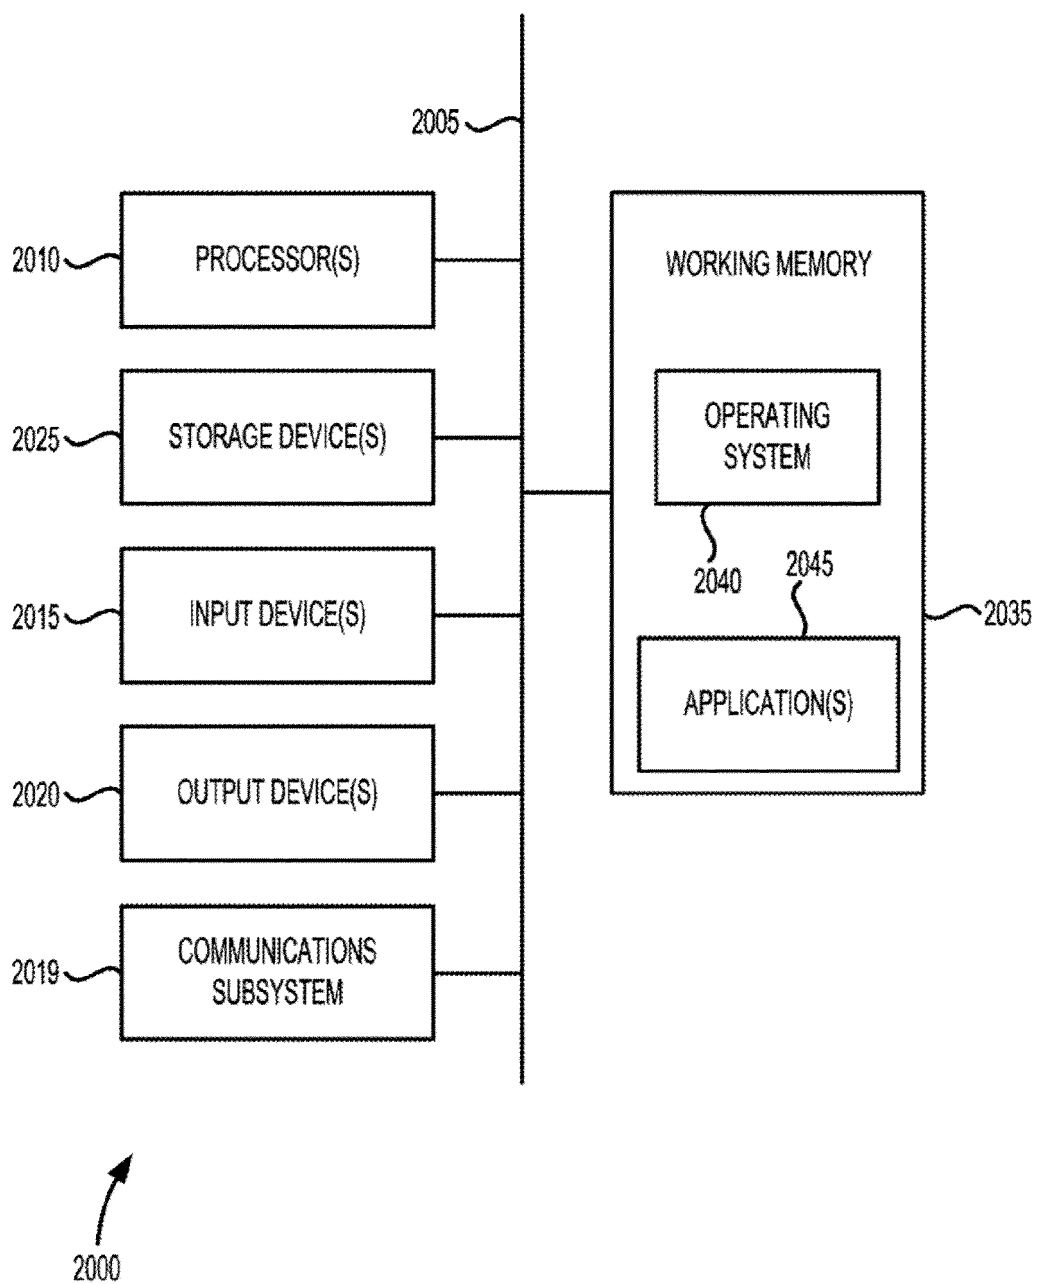 2005
2010
PROCESSOR(S)
WORKING MEMORY
2025
STORAGE DEVICE(S)
OPERATING
SYSTEM
2040
2045
2015
INPUT DEVICE(S)
2035
APPLICATION(S)
2020
OUTPUT DEVICE(S)
2019
COMMUNICATIONS
SUBSYSTEM
2000